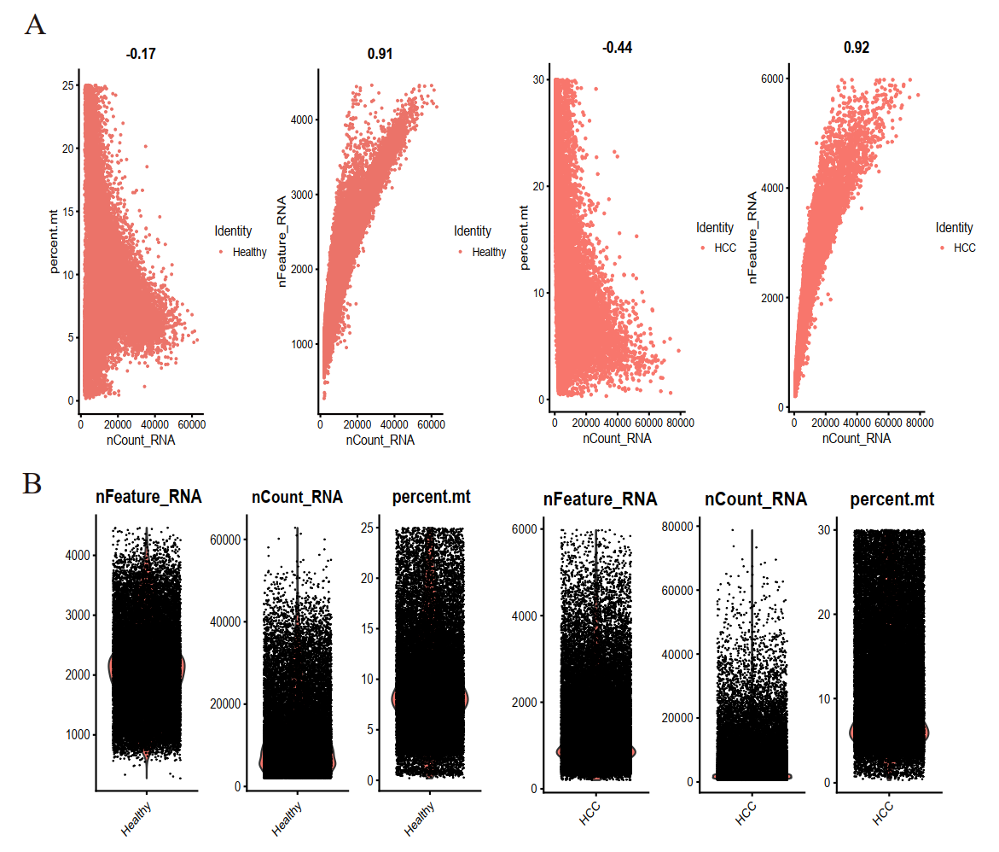 A
-0.17
25
20
15
10
5
0
percent.mt
0 20000 40000 60000
nCount_RNA
Identity
Healthy
0.91
4000
3000
2000
1000
nFeature_RNA
0 20000 40000 60000
nCount_RNA
Identity
Healthy
-0.44
30
20
10
0
percent.mt
0 20000 40000 60000 80000
nCount_RNA
Identity
HCC
0.92
6000
4000
2000
0
nFeature_RNA
0 20000 40000 60000 80000
nCount_RNA
Identity
HCC
B
nFeature_RNA
4000
3000
2000
1000
Healthy
nCount_RNA
60000
40000
20000
0
Healthy
percent.mt
25
20
15
10
5
0
Healthy
nFeature_RNA
6000
4000
2000
0
HCC
nCount_RNA
80000
60000
40000
20000
0
HCC
percent.mt
30
20
10
0
HCC